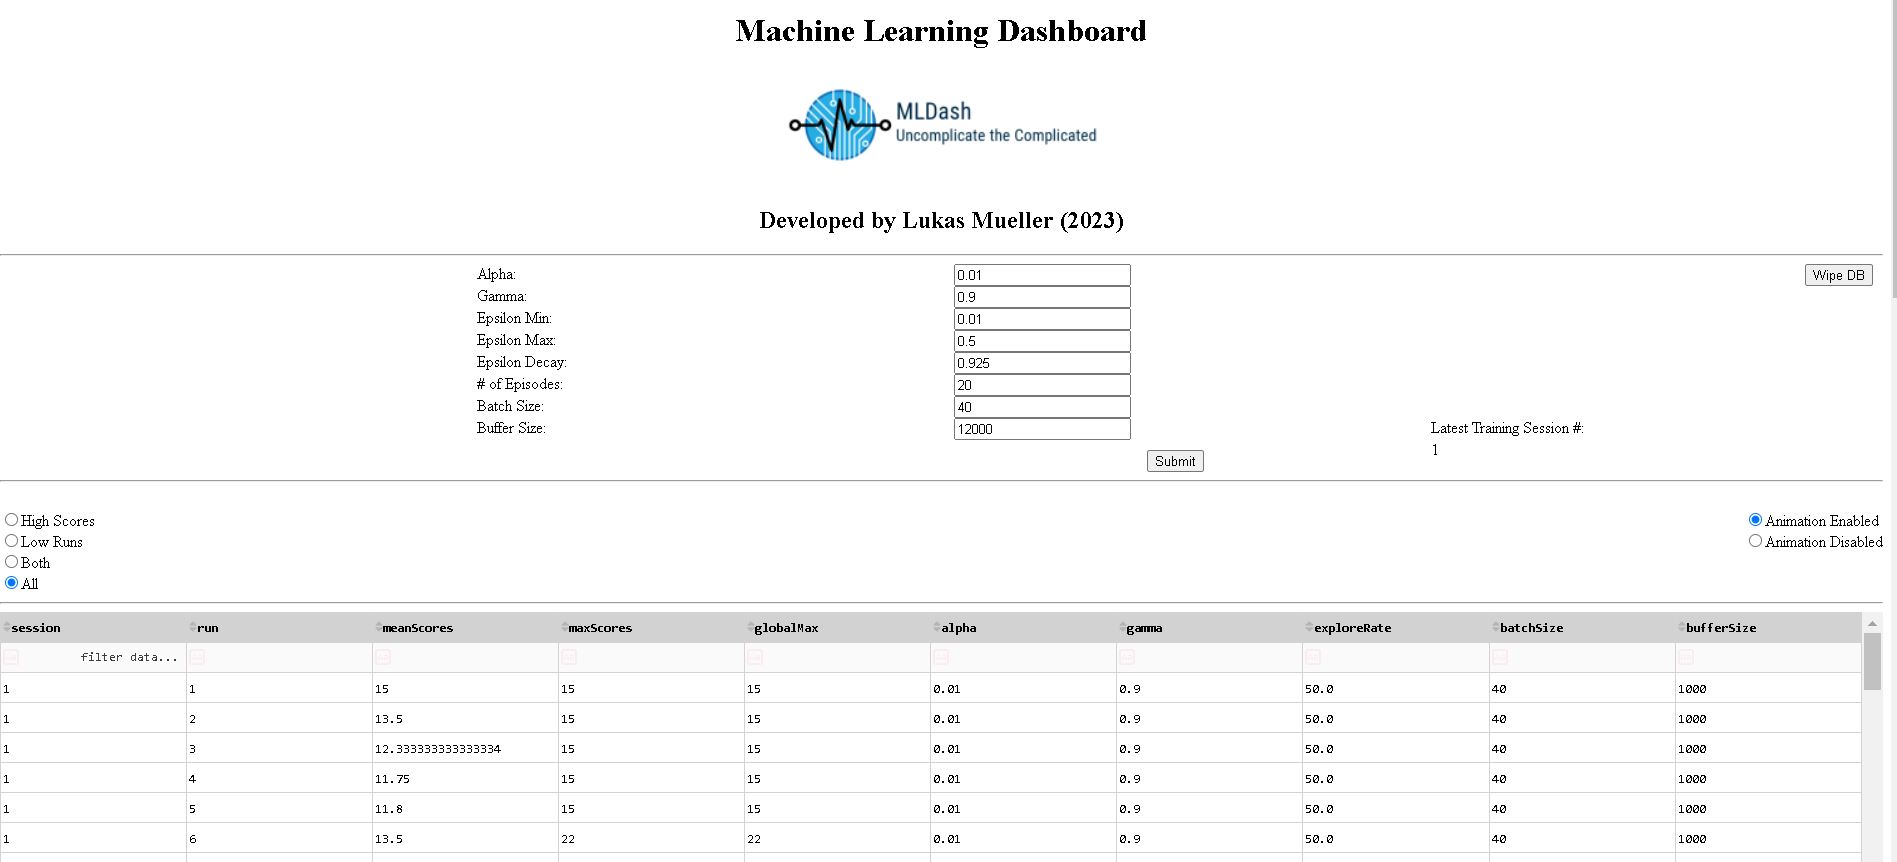 Machine Learning Dashboard
MLDash
Uncomplicate the Complicated
Developed by Lukas Mueller (2023)
Alpha: 0.01 Wipe DB
Gamma: 0.9
Epsilon Min: 0.01
Epsilon Max: 0.5
Epsilon Decay: 0.925
# of Episodes: 20
Batch Size: 40
Buffer Size: 12000 Latest Training Session #:
1
Submit
High Scores Animation Enabled
Low Runs Animation Disabled
Both
All
session run meanScores maxScores globalMax alpha gamma exploreRate batchSize bufferSize
filter data...
1 1 15 15 15 0.01 0.9 50.0 40 1000
1 2 13.5 15 15 0.01 0.9 50.0 40 1000
1 3 12.333333333333334 15 15 0.01 0.9 50.0 40 1000
1 4 11.75 15 15 0.01 0.9 50.0 40 1000
1 5 11.8 15 15 0.01 0.9 50.0 40 1000
1 6 13.5 22 22 0.01 0.9 50.0 40 1000